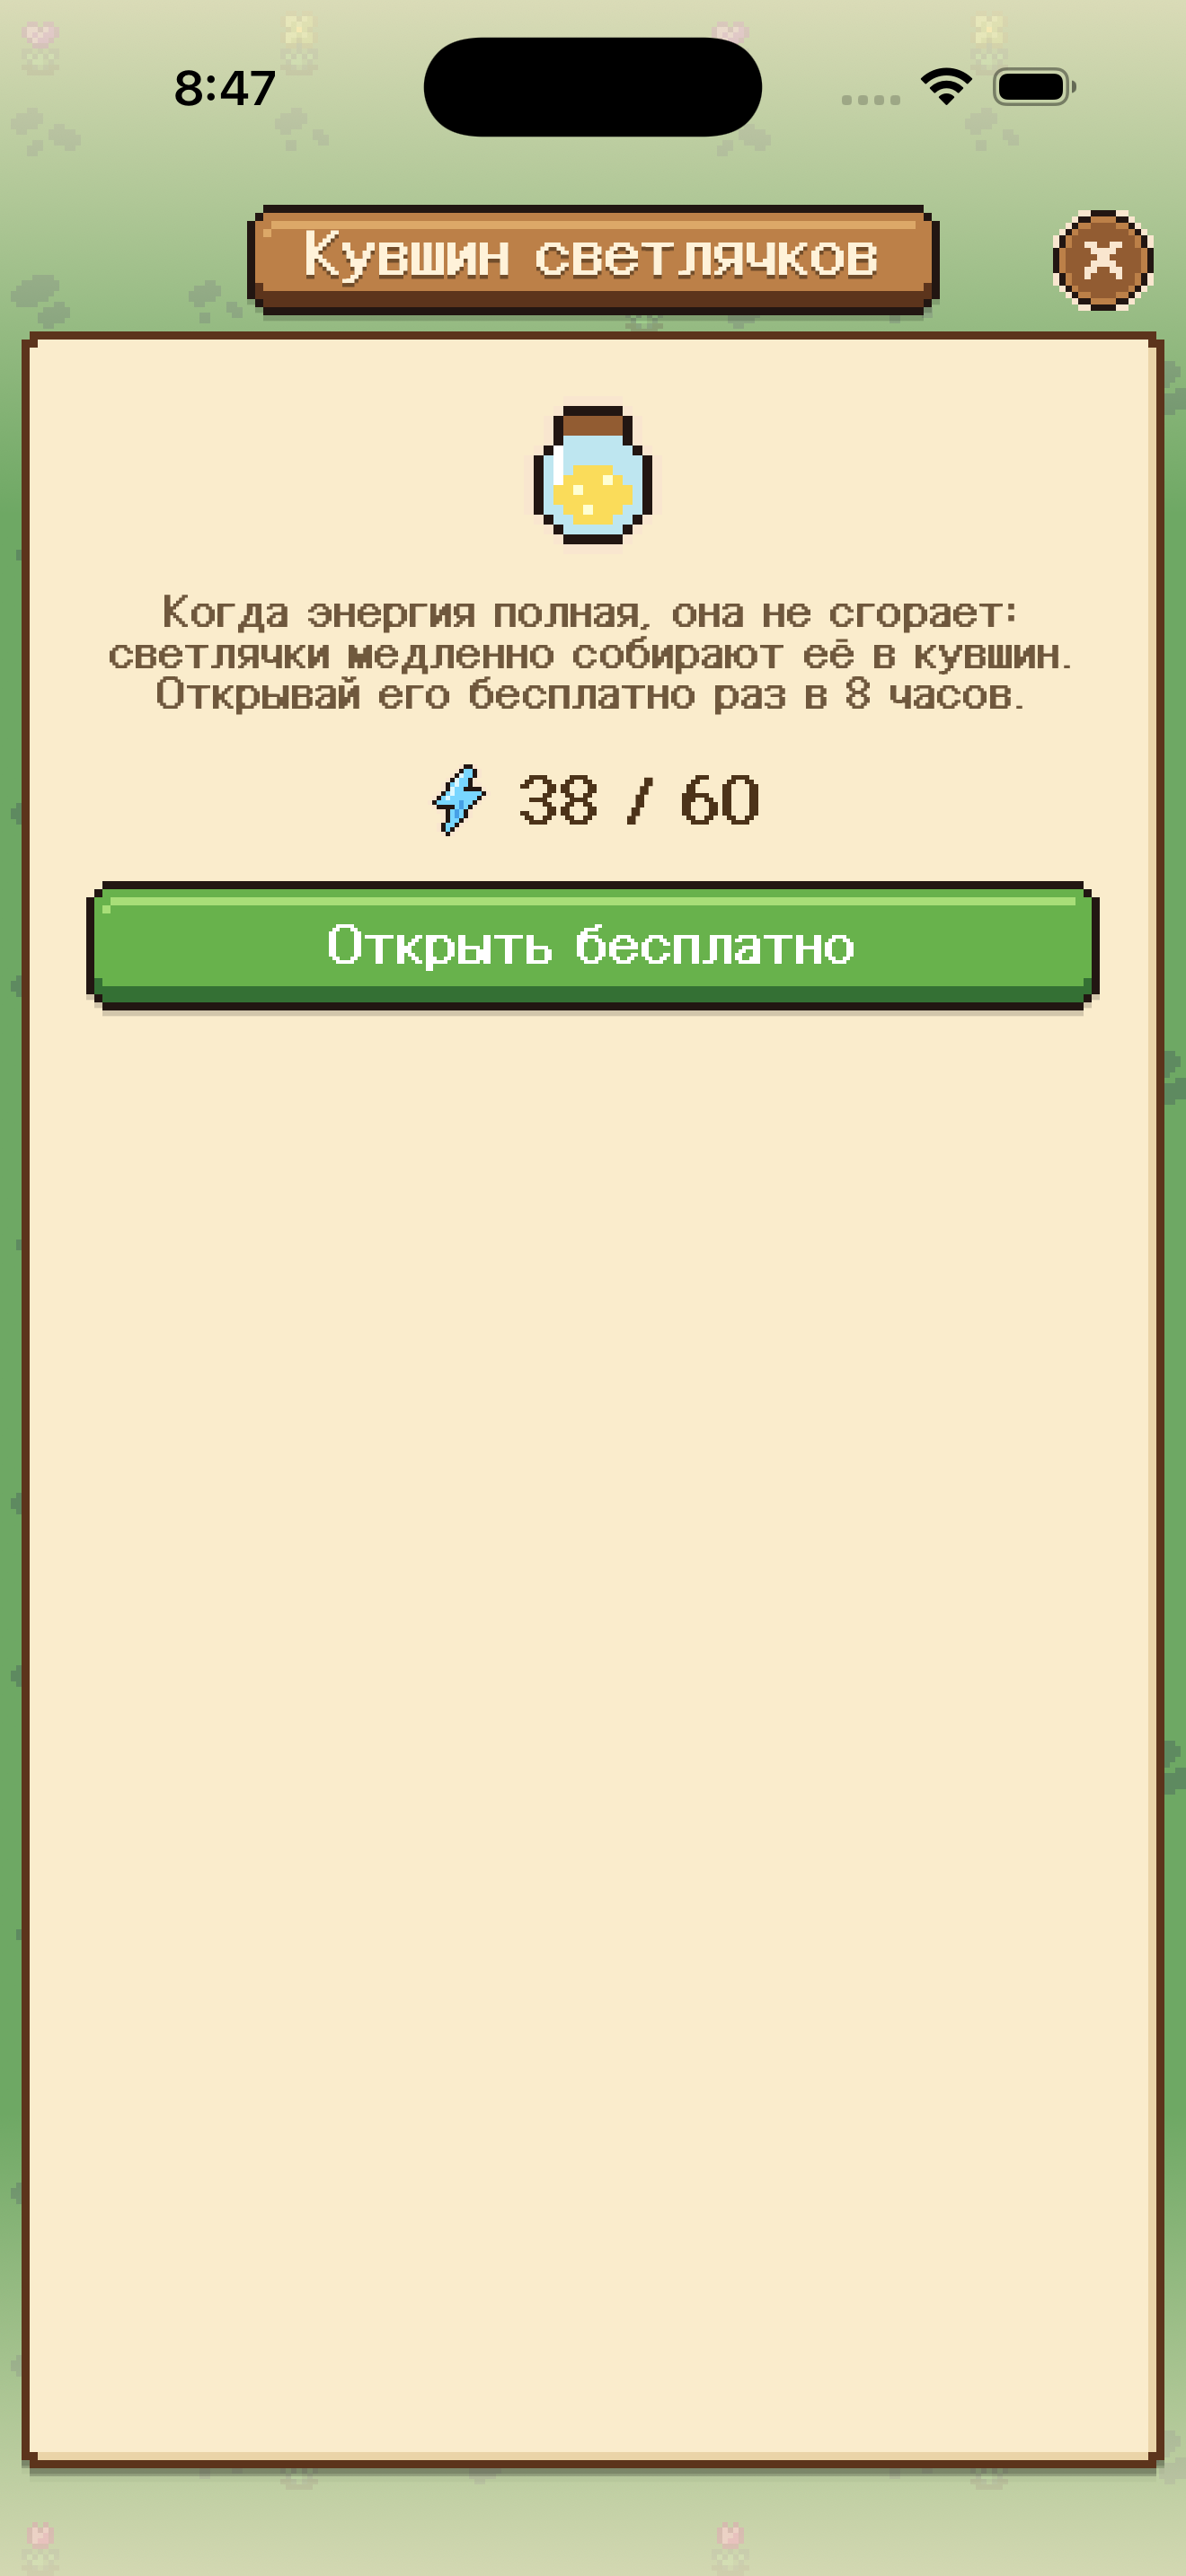 8:47
Кувшин светлячков
Когда энергия полная, она не сгорает:
светлячки медленно собирают её в кувшин.
Открывай его бесплатно раз в 8 часов.
38 / 60
Открыть бесплатно